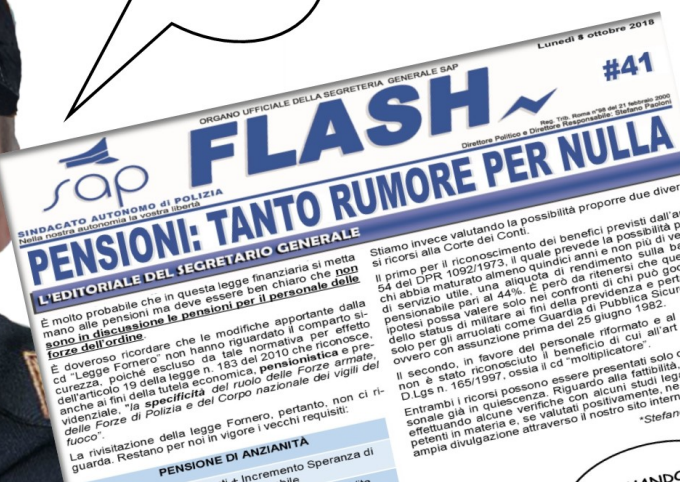 Lunedì 8 ottobre 2018
ORGANO UFFICIALE DELLA SEGRETERIA GENERALE SAP
FLASH
#41
Reg. Trib. Roma n°98 del 21 febbraio 2000
Direttore Politico e Direttore Responsabile: Stefano Paoloni
sap
SINDACATO AUTONOMO di POLIZIA
Nella nostra autonomia la vostra libertà
PENSIONI: TANTO RUMORE PER NULLA
L'EDITORIALE DEL SEGRETARIO GENERALE
È molto probabile che in questa legge finanziaria si metta
mano alle pensioni ma deve essere ben chiaro che non
sono in discussione le pensioni per il personale delle
forze dell'ordine.
È doveroso ricordare che le modifiche apportate dalla
cd "Legge Fornero" non hanno riguardato il comparto si-
curezza, poiché escluso da tale normativa per effetto
dell'articolo 19 della legge n. 183 del 2010 che riconosce,
anche ai fini della tutela economica, pensionistica e pre-
videnziale, "la specificità del ruolo delle Forze armate,
delle Forze di Polizia e del Corpo nazionale dei vigili del
fuoco".
La rivisitazione della legge Fornero, pertanto, non ci ri-
guarda. Restano per noi in vigore i vecchi requisiti:
PENSIONE DI ANZIANITÀ
+ Incremento Speranza di
Stiamo invece valutando la possibilità proporre due
si ricorsi alla Corte dei Conti.
Il primo per il riconoscimento dei benefici previsti
54 del DPR 1092/1973, il quale prevede la possibilità
chi abbia maturato almeno quindici anni e non più di
di servizio utile, una aliquota di rendimento sulla
pensionabile pari al 44%. È però da ritenersi che
ipotesi possa valere solo nei confronti di chi può
dello status di militare ai fini della previdenza e
solo per gli arruolati come Guardia di Pubblica
ovvero con assunzione prima del 25 giugno 1982.
Il secondo, in favore del personale riformato e al
non è stato riconosciuto il beneficio di cui all'art
D.Lgs n. 165/1997, ossia il cd "moltiplicatore".
Entrambi i ricorsi possono essere presentati solo
sonale già in quiescenza. Riguardo alla fattibilità,
effettuando alcune verifiche con alcuni studi
petenti in materia e, se valutati positivamente,
ampia divulgazione attraverso il nostro sito